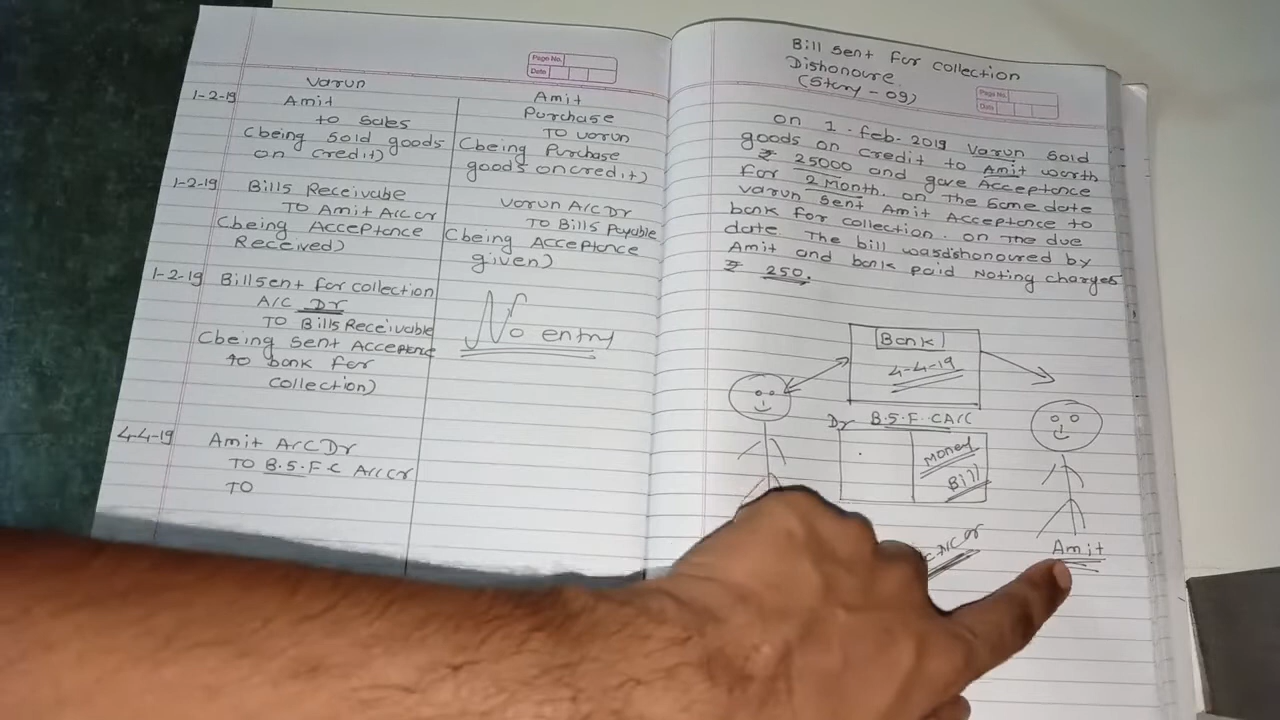 Page No.
Date
Varun
1-2-19 Amit
to Sales
(being Sold goods
on Credit)
1-2-19 Bills Receivabe
TO Amit A/C Cr
(being Acceptance
Received)
1-2-19 Bill sent for collection
A/C Dr
TO Bills Receivable
(being sent Acceptence
to bank for
collection)
4-4-19 Amit A/C Dr
TO B.S.F.C A/C Cr
TO
Amit
Purchase
TO Varun
(being Purchase
goods on credit)
Varun A/C Dr
TO Bills Payable
(being Acceptance
given)
No entry
Bill sent for collection
Dishonoure
(Story - 09)
Page No.
Date
on 1. feb. 2019 Varun sold
goods on credit to Amit worth
₹ 25000 and gave Acceptance
for 2 Month. on the same date
Varun sent Amit Acceptance to
bank for collection. on the due
date The bill was dishonoured by
Amit and bank paid Noting charges
₹ 250.
Bank
4-4-19
Dr B.S.F.C A/C
Money
Bill
A/C Cr
Amit